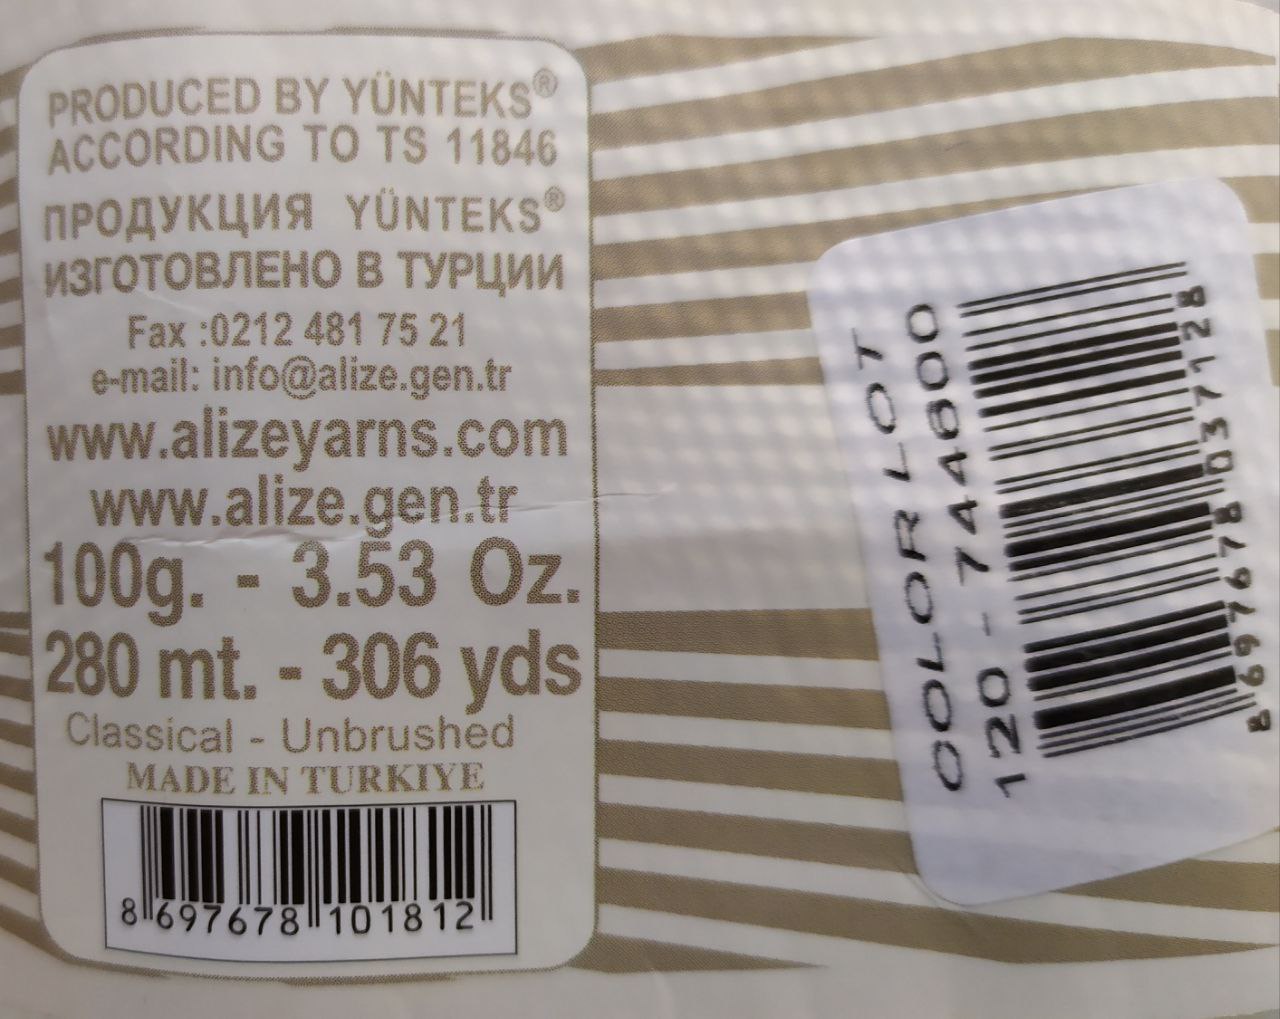 PRODUCED BY YÜNTEKS®
ACCORDING TO TS 11846
ПРОДУКЦИЯ YÜNTEKS®
ИЗГОТОВЛЕНО В ТУРЦИИ
Fax :0212 481 75 21
e-mail: info@alize.gen.tr
www.alizeyarns.com
www.alize.gen.tr
100g. - 3.53 Oz.
280 mt. - 306 yds
Classical - Unbrushed
MADE IN TURKIYE
8 697678 101812
COLOR LOT
120 - 744800
8697678037128